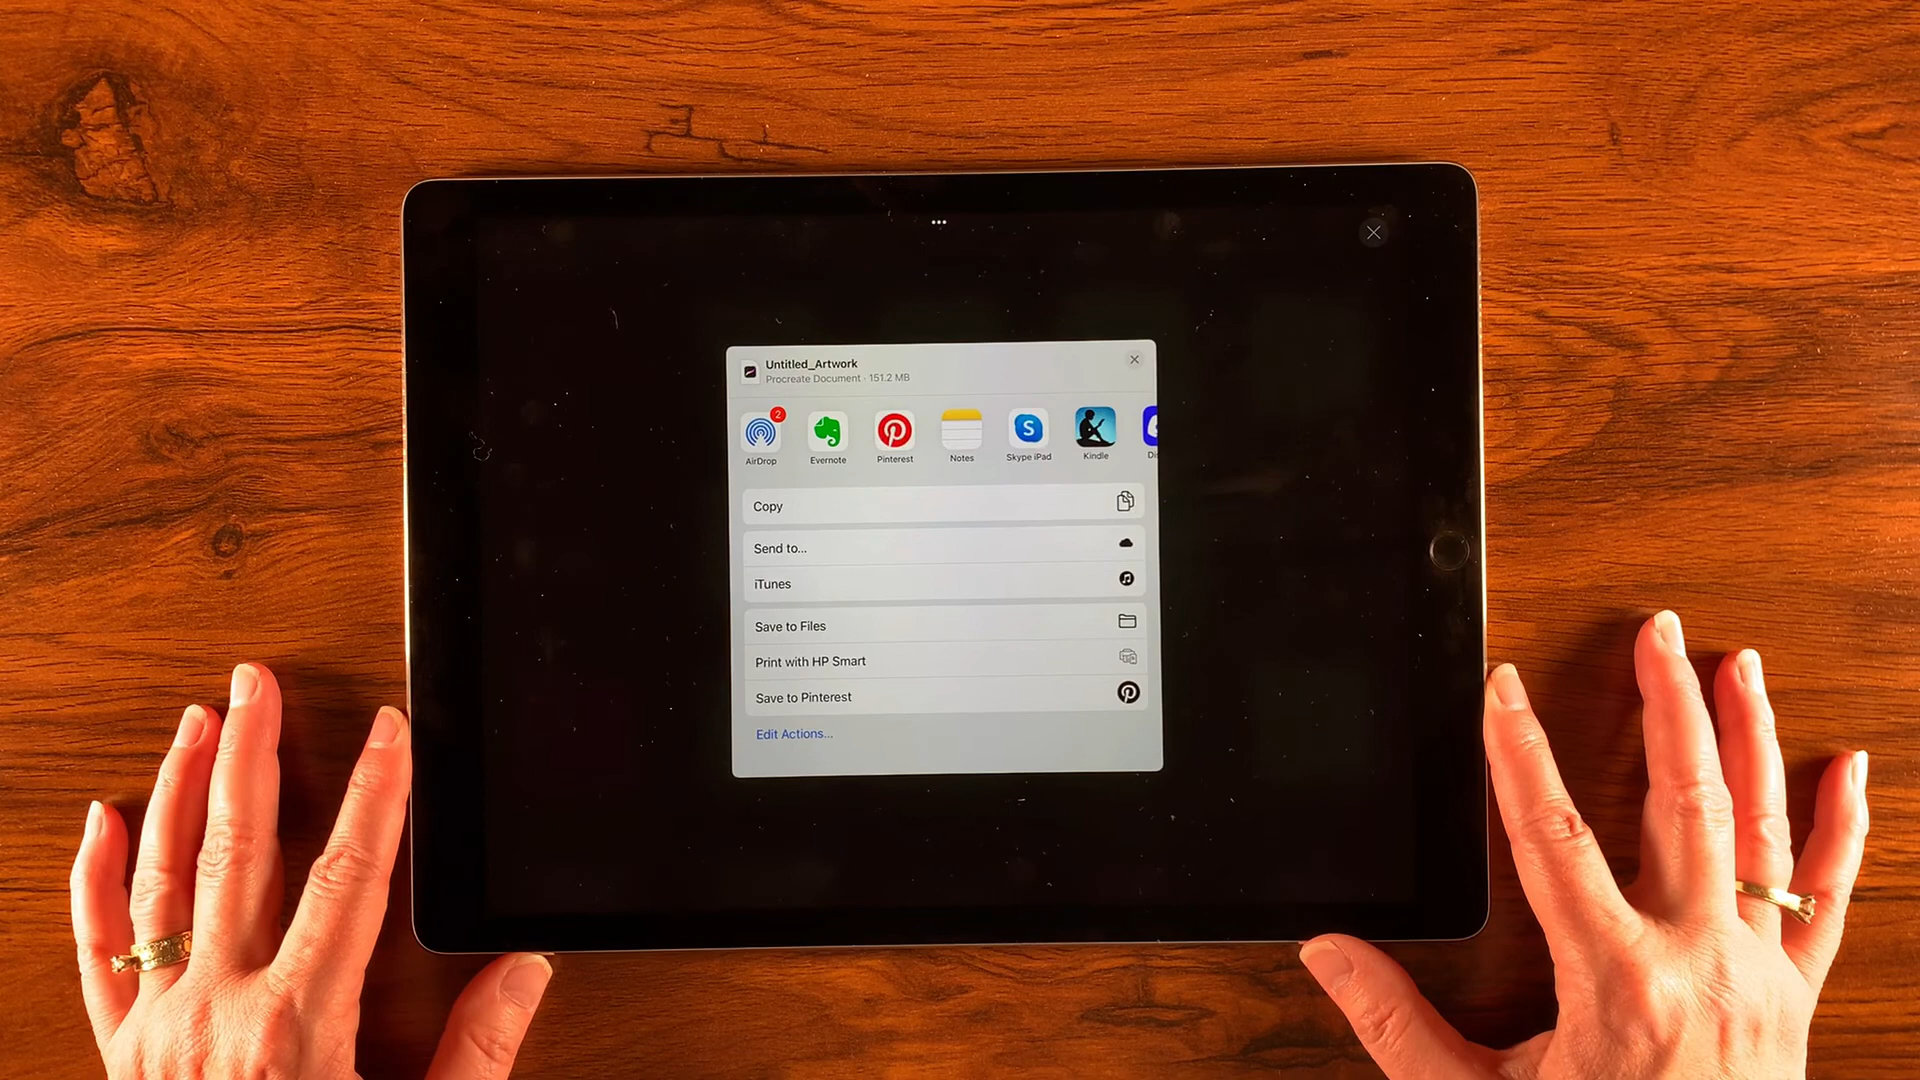 Untitled_Artwork
Procreate Document · 151.2 MB
2
AirDrop
Evernote
Pinterest
Notes
Skype iPad
Kindle
Copy
Send to...
iTunes
Save to Files
Print with HP Smart
Save to Pinterest
Edit Actions...